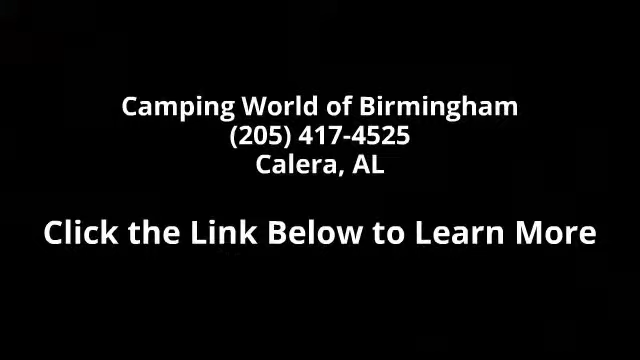 Camping World of Birmingham
(205) 417-4525
Calera, AL
Click the Link Below to Learn More